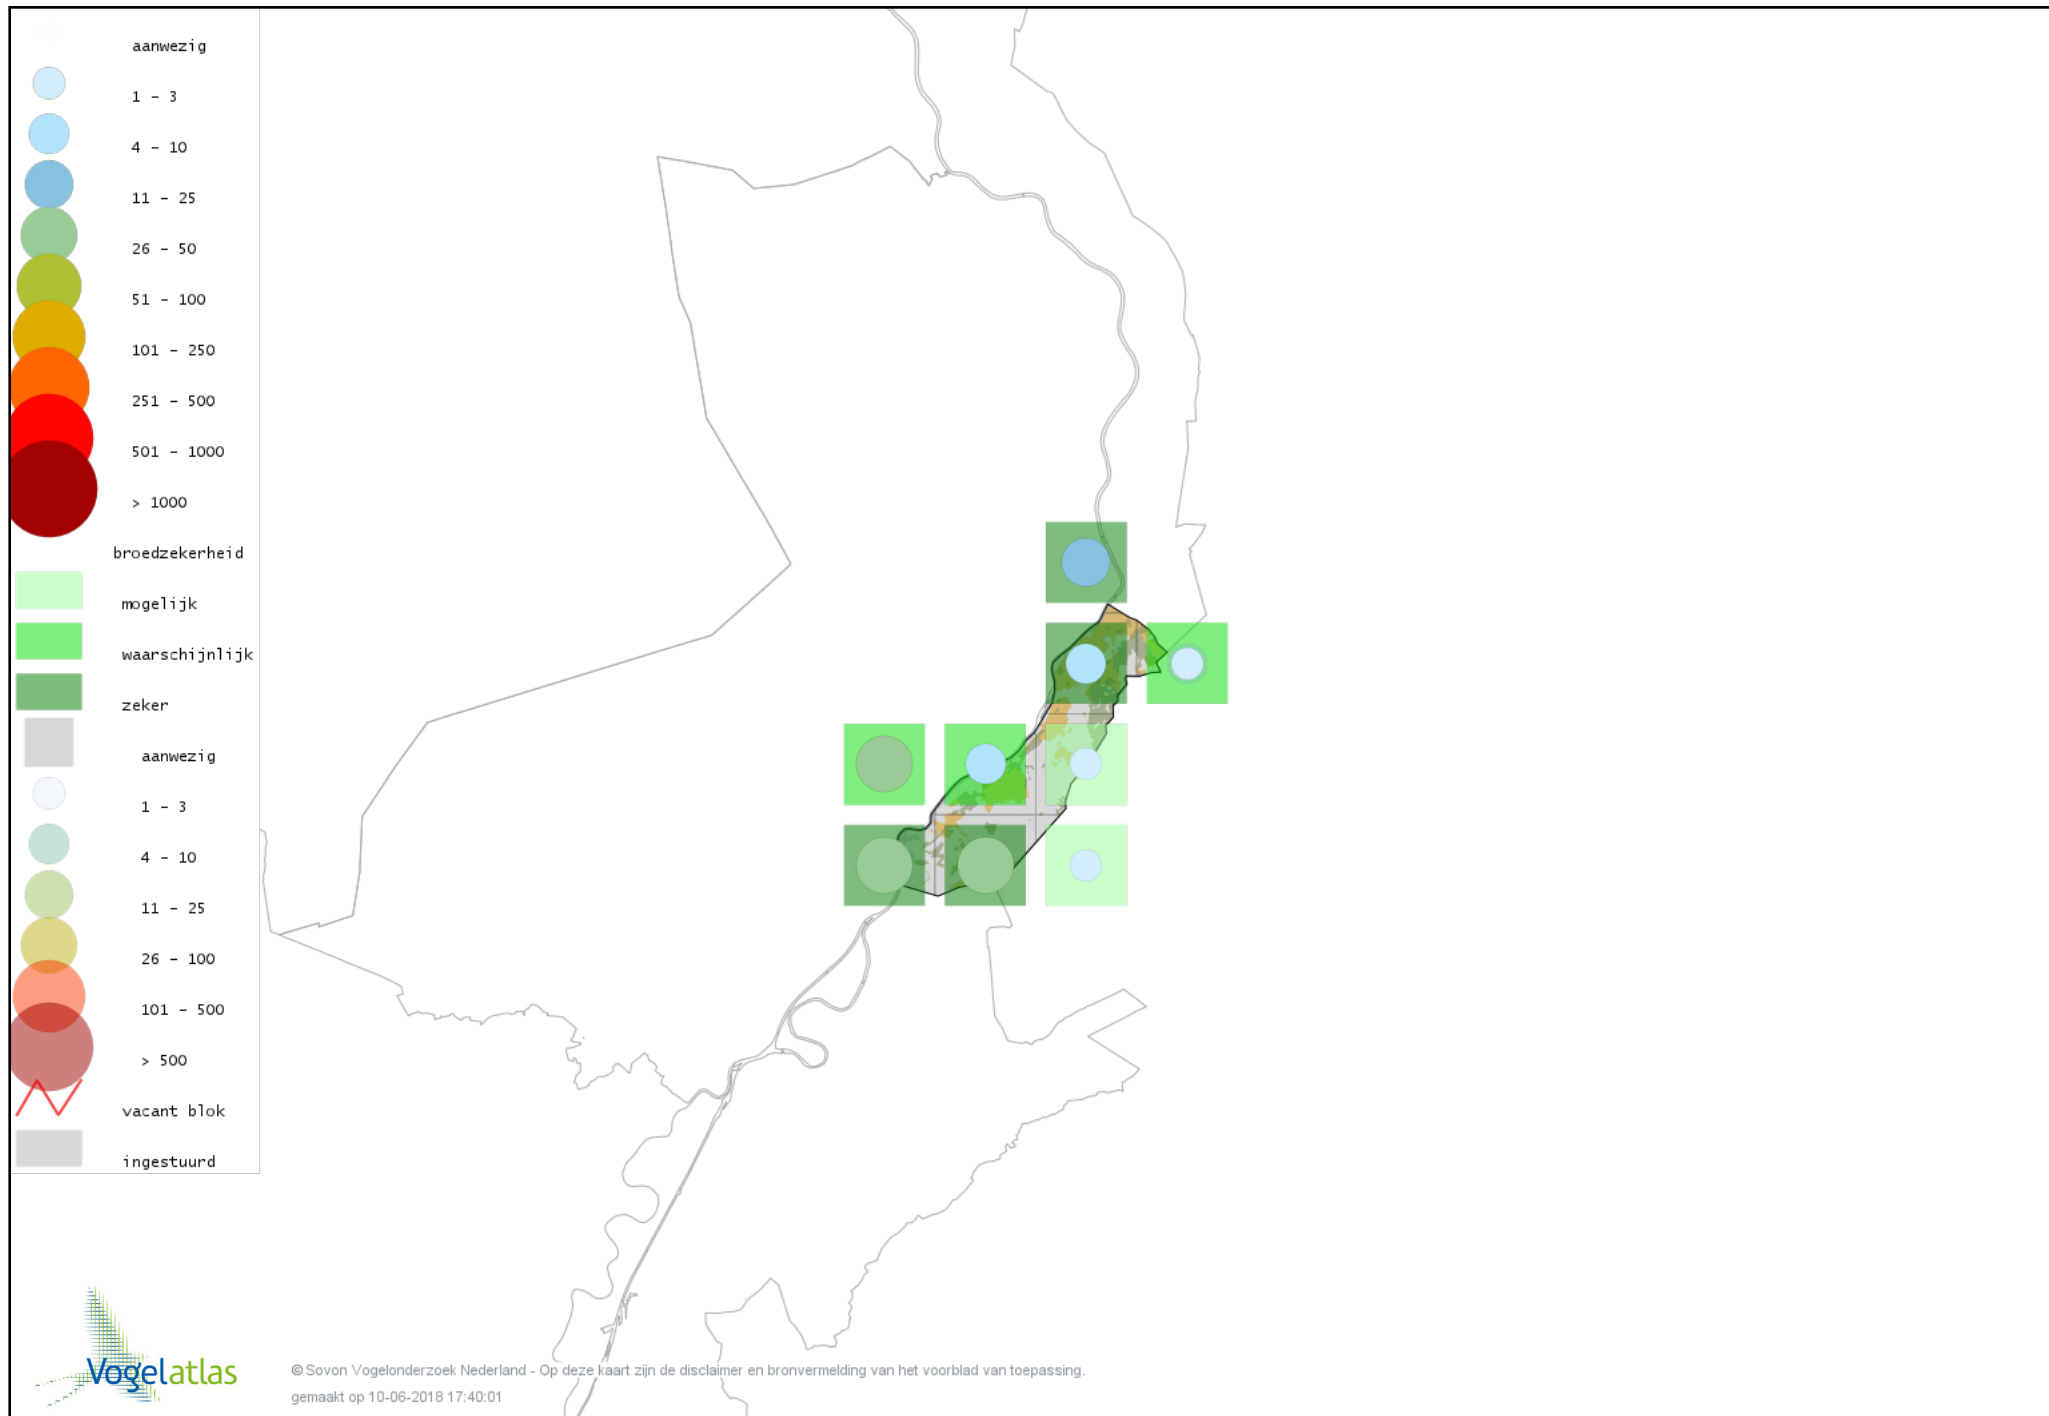 aanwezig
1 - 3
4 - 10
11 - 25
26 - 50
51 - 100
101 - 250
251 - 500
501 - 1000
> 1000
broedzekerheid
mogelijk
waarschijnlijk
zeker
aanwezig
1 - 3
4 - 10
11 - 25
26 - 100
101 - 500
> 500
vacant blok
ingestuurd
Vogelatlas
© Sovon Vogelonderzoek Nederland - Op deze kaart zijn de disclaimer en bronvermelding van het voorblad van toepassing.
gemaakt op 10-06-2018 17:40:01